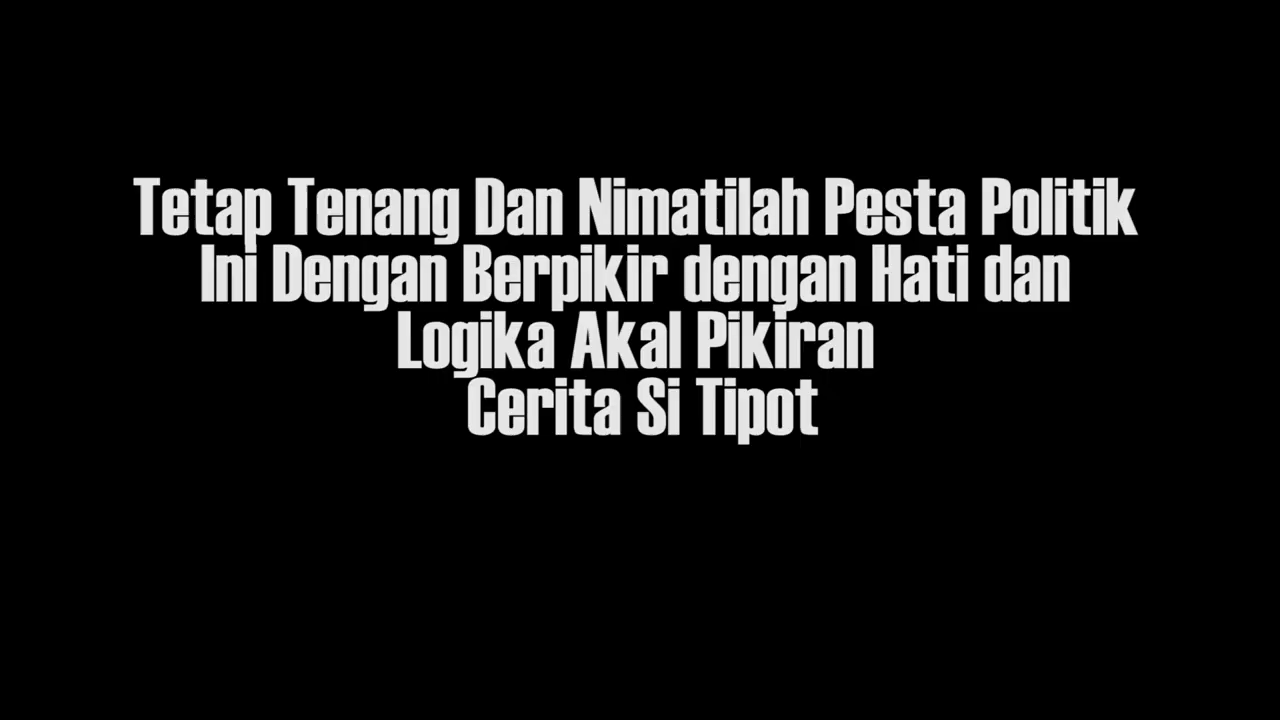 Tetap Tenang Dan Nimatilah Pesta Politik
Ini Dengan Berpikir dengan Hati dan
Logika Akal Pikiran
Cerita Si Tipot